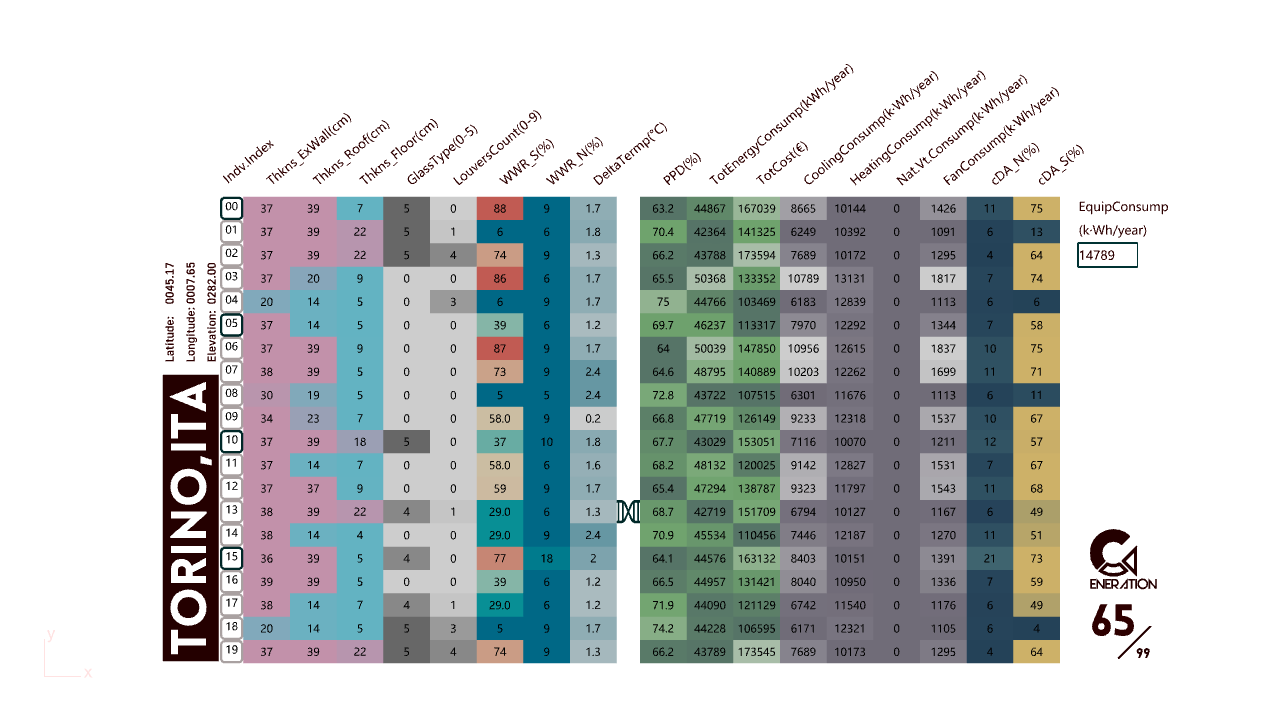 Indv.Index Thkns_ExWall(cm) Thkns_Roof(cm) Thkns_Floor(cm) GlassType(0-5) LouversCount(0-9) WWR_S(%) WWR_N(%) DeltaTermp(°C) PPD(%) TotEnergyConsump(kWh/year) TotCost(€) CoolingConsump(k·Wh/year) HeatingConsump(k·Wh/year) Nat.Vt.Consump(k·Wh/year) FanConsump(k·Wh/year) cDA_N(%) cDA_S(%)
00 37 39 7 5 0 88 9 1.7 63.2 44867 167039 8665 10144 0 1426 11 75
01 37 39 22 5 1 6 6 1.8 70.4 42364 141325 6249 10392 0 1091 6 13
02 37 39 22 5 4 74 9 1.3 66.2 43788 173594 7689 10172 0 1295 4 64
03 37 20 9 0 0 86 6 1.7 65.5 50368 133352 10789 13131 0 1817 7 74
04 20 14 5 0 3 6 9 1.7 75 44766 103469 6183 12839 0 1113 6 6
05 37 14 5 0 0 39 6 1.2 69.7 46237 113317 7970 12292 0 1344 7 58
06 37 39 9 0 0 87 9 1.7 64 50039 147850 10956 12615 0 1837 10 75
07 38 39 5 0 0 73 9 2.4 64.6 48795 140889 10203 12262 0 1699 11 71
08 30 19 5 0 0 5 5 2.4 72.8 43722 107515 6301 11676 0 1113 6 11
09 34 23 7 0 0 58.0 9 0.2 66.8 47719 126149 9233 12318 0 1537 10 67
10 37 39 18 5 0 37 10 1.8 67.7 43029 153051 7116 10070 0 1211 12 57
11 37 14 7 0 0 58.0 6 1.6 68.2 48132 120025 9142 12827 0 1531 7 67
12 37 37 9 0 0 59 9 1.7 65.4 47294 138787 9323 11797 0 1543 11 68
13 38 39 22 4 1 29.0 6 1.3 68.7 42719 151709 6794 10127 0 1167 6 49
14 38 14 4 0 0 29.0 9 2.4 70.9 45534 110456 7446 12187 0 1270 11 51
15 36 39 5 4 0 77 18 2 64.1 44576 163132 8403 10151 0 1391 21 73
16 39 39 5 0 0 39 6 1.2 66.5 44957 131421 8040 10950 0 1336 7 59
17 38 14 7 4 1 29.0 6 1.2 71.9 44090 121129 6742 11540 0 1176 6 49
18 20 14 5 5 3 5 9 1.7 74.2 44228 106595 6171 12321 0 1105 6 4
19 37 39 22 5 4 74 9 1.3 66.2 43789 173545 7689 10173 0 1295 4 64
Latitude: 0045.17
Longitude: 0007.65
Elevation: 0282.00
TORINO,ITA
EquipConsump
(k·Wh/year)
14789
ENERATION
65/99
y
x